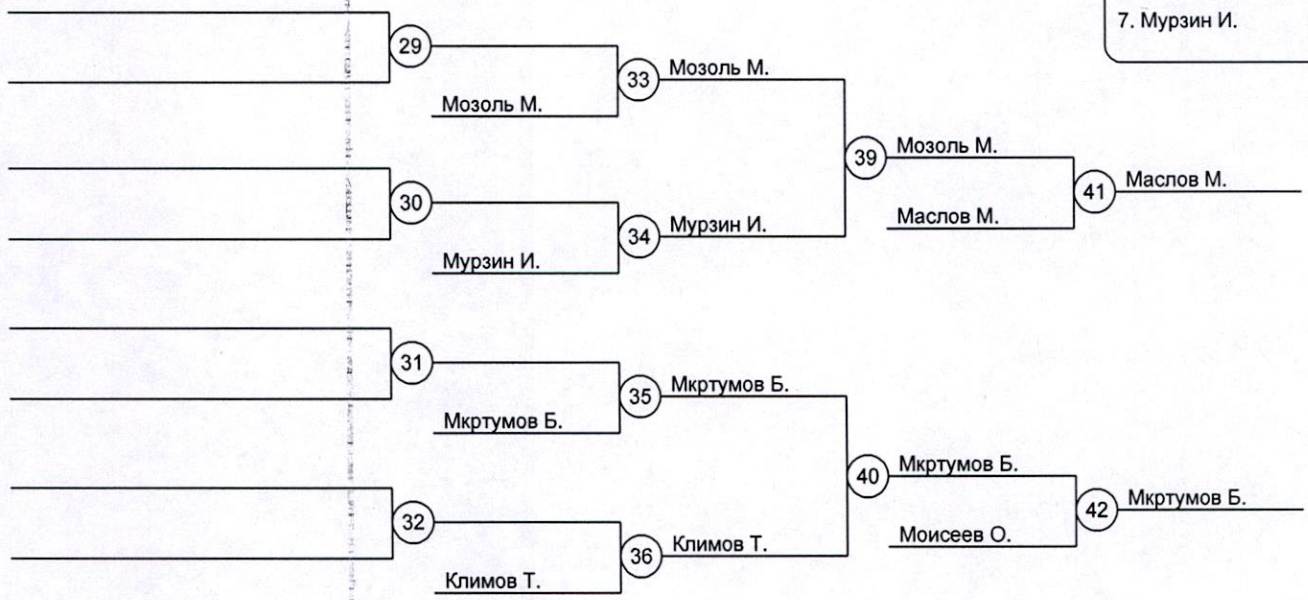 7. Мурзин И.
29
33
Мозоль М.
Мозоль М.
39
Мозоль М.
41
Маслов М.
30
34
Мурзин И.
Маслов М.
Мурзин И.
31
35
Мкртумов Б.
Мкртумов Б.
40
Мкртумов Б.
42
Мкртумов Б.
32
36
Климов Т.
Моисеев О.
Климов Т.